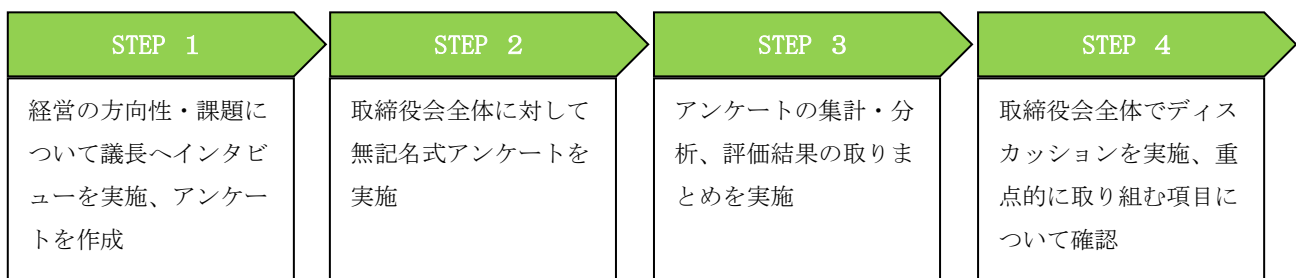 STEP １
経営の方向性・課題に
ついて議長へインタビ
ューを実施、アンケー
トを作成
STEP ２
取締役会全体に対して
無記名式アンケートを
実施
STEP ３
アンケートの集計・分
析、評価結果の取りま
とめを実施
STEP ４
取締役会全体でディス
カッションを実施、重
点的に取り組む項目に
ついて確認